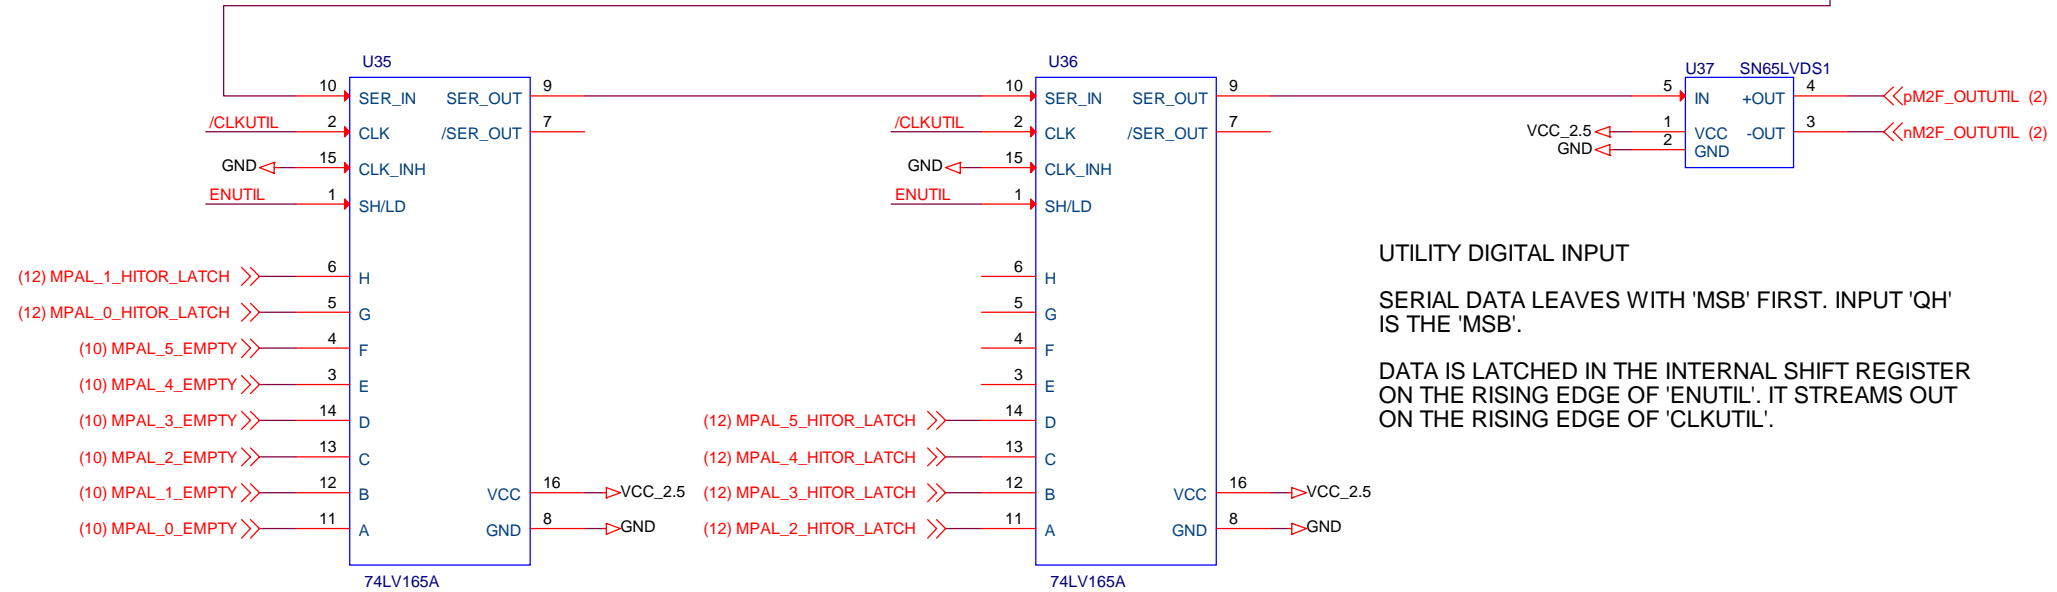 U35
10 SER_IN SER_OUT 9
/CLKUTIL 2 CLK /SER_OUT 7
GND 15 CLK_INH
ENUTIL 1 SH/LD
(12) MPAL_1_HITOR_LATCH 6 H
(12) MPAL_0_HITOR_LATCH 5 G
(10) MPAL_5_EMPTY 4 F
(10) MPAL_4_EMPTY 3 E
(10) MPAL_3_EMPTY 14 D
(10) MPAL_2_EMPTY 13 C
(10) MPAL_1_EMPTY 12 B VCC 16 VCC_2.5
(10) MPAL_0_EMPTY 11 A GND 8 GND
74LV165A
U36
10 SER_IN SER_OUT 9
/CLKUTIL 2 CLK /SER_OUT 7
GND 15 CLK_INH
ENUTIL 1 SH/LD
6 H
5 G
4 F
3 E
(12) MPAL_5_HITOR_LATCH 14 D
(12) MPAL_4_HITOR_LATCH 13 C
(12) MPAL_3_HITOR_LATCH 12 B VCC 16 VCC_2.5
(12) MPAL_2_HITOR_LATCH 11 A GND 8 GND
74LV165A
U37 SN65LVDS1
5 IN +OUT 4 pM2F_OUTUTIL (2)
VCC_2.5 1 VCC -OUT 3 nM2F_OUTUTIL (2)
GND 2 GND
UTILITY DIGITAL INPUT
SERIAL DATA LEAVES WITH 'MSB' FIRST. INPUT 'QH'
IS THE 'MSB'.
DATA IS LATCHED IN THE INTERNAL SHIFT REGISTER
ON THE RISING EDGE OF 'ENUTIL'. IT STREAMS OUT
ON THE RISING EDGE OF 'CLKUTIL'.